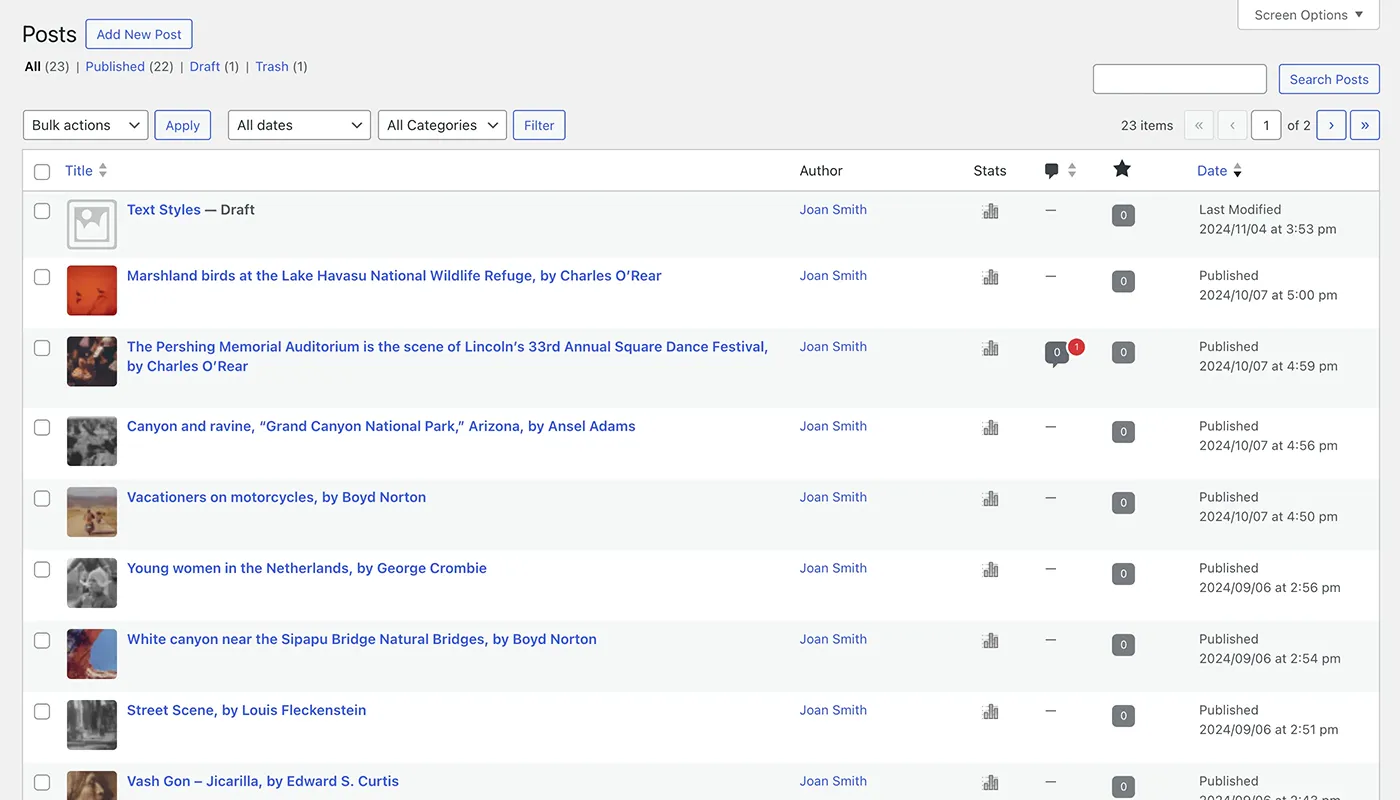 Screen Options ▼
Posts Add New Post
All (23) | Published (22) | Draft (1) | Trash (1)
Search Posts
Bulk actions Apply All dates All Categories Filter 23 items « ‹ 1 of 2 › »
Title Author Stats Date
Text Styles — Draft Joan Smith — 0 Last Modified
2024/11/04 at 3:53 pm
Marshland birds at the Lake Havasu National Wildlife Refuge, by Charles O’Rear Joan Smith — 0 Published
2024/10/07 at 5:00 pm
The Pershing Memorial Auditorium is the scene of Lincoln’s 33rd Annual Square Dance Festival, Joan Smith 0 1 0 Published
by Charles O’Rear 2024/10/07 at 4:59 pm
Canyon and ravine, “Grand Canyon National Park,” Arizona, by Ansel Adams Joan Smith — 0 Published
2024/10/07 at 4:56 pm
Vacationers on motorcycles, by Boyd Norton Joan Smith — 0 Published
2024/10/07 at 4:50 pm
Young women in the Netherlands, by George Crombie Joan Smith — 0 Published
2024/09/06 at 2:56 pm
White canyon near the Sipapu Bridge Natural Bridges, by Boyd Norton Joan Smith — 0 Published
2024/09/06 at 2:54 pm
Street Scene, by Louis Fleckenstein Joan Smith — 0 Published
2024/09/06 at 2:51 pm
Vash Gon – Jicarilla, by Edward S. Curtis Joan Smith — 0 Published